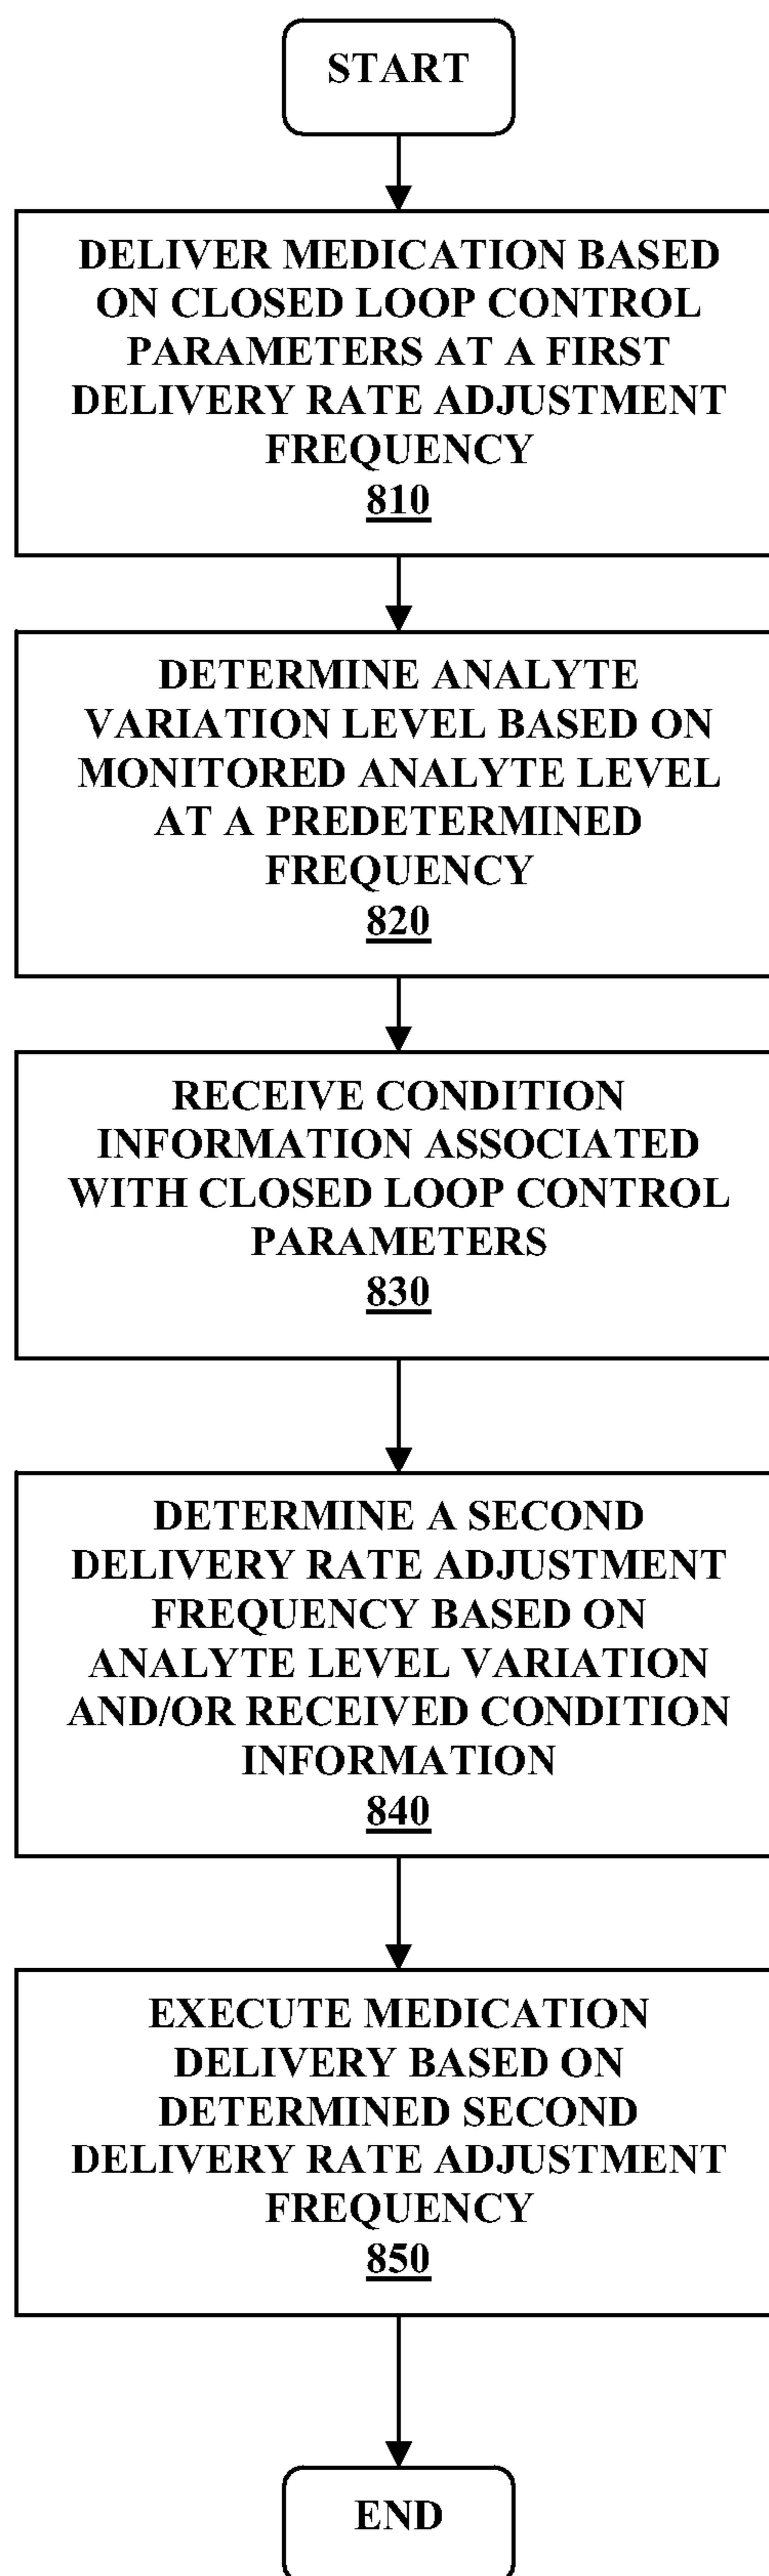 START
DELIVER MEDICATION BASED
ON CLOSED LOOP CONTROL
PARAMETERS AT A FIRST
DELIVERY RATE ADJUSTMENT
FREQUENCY
810
DETERMINE ANALYTE
VARIATION LEVEL BASED ON
MONITORED ANALYTE LEVEL
AT A PREDETERMINED
FREQUENCY
820
RECEIVE CONDITION
INFORMATION ASSOCIATED
WITH CLOSED LOOP CONTROL
PARAMETERS
830
DETERMINE A SECOND
DELIVERY RATE ADJUSTMENT
FREQUENCY BASED ON
ANALYTE LEVEL VARIATION
AND/OR RECEIVED CONDITION
INFORMATION
840
EXECUTE MEDICATION
DELIVERY BASED ON
DETERMINED SECOND
DELIVERY RATE ADJUSTMENT
FREQUENCY
850
END